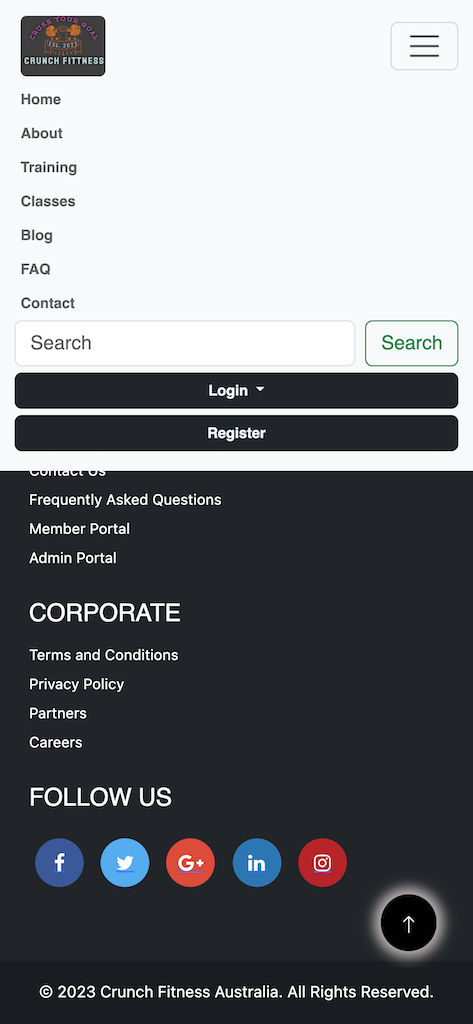 CRUSH YOUR GOAL
EST. 2022
CRUNCH FITTNESS
Home
About
Training
Classes
Blog
FAQ
Contact
Search
Search
Login
Register
Contact Us
Frequently Asked Questions
Member Portal
Admin Portal
CORPORATE
Terms and Conditions
Privacy Policy
Partners
Careers
FOLLOW US
© 2023 Crunch Fitness Australia. All Rights Reserved.